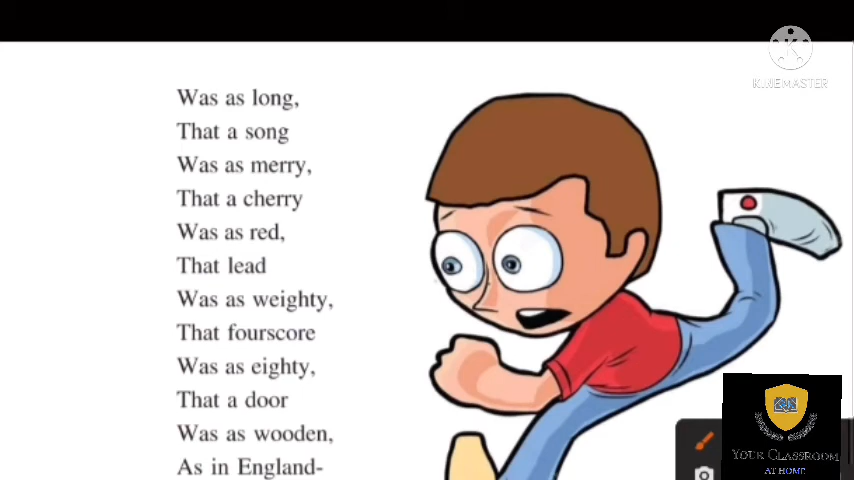 KINEMASTER
Was as long,
That a song
Was as merry,
That a cherry
Was as red,
That lead
Was as weighty,
That fourscore
Was as eighty,
That a door
Was as wooden,
As in England-
YOUR CLASSROOM
AT HOME